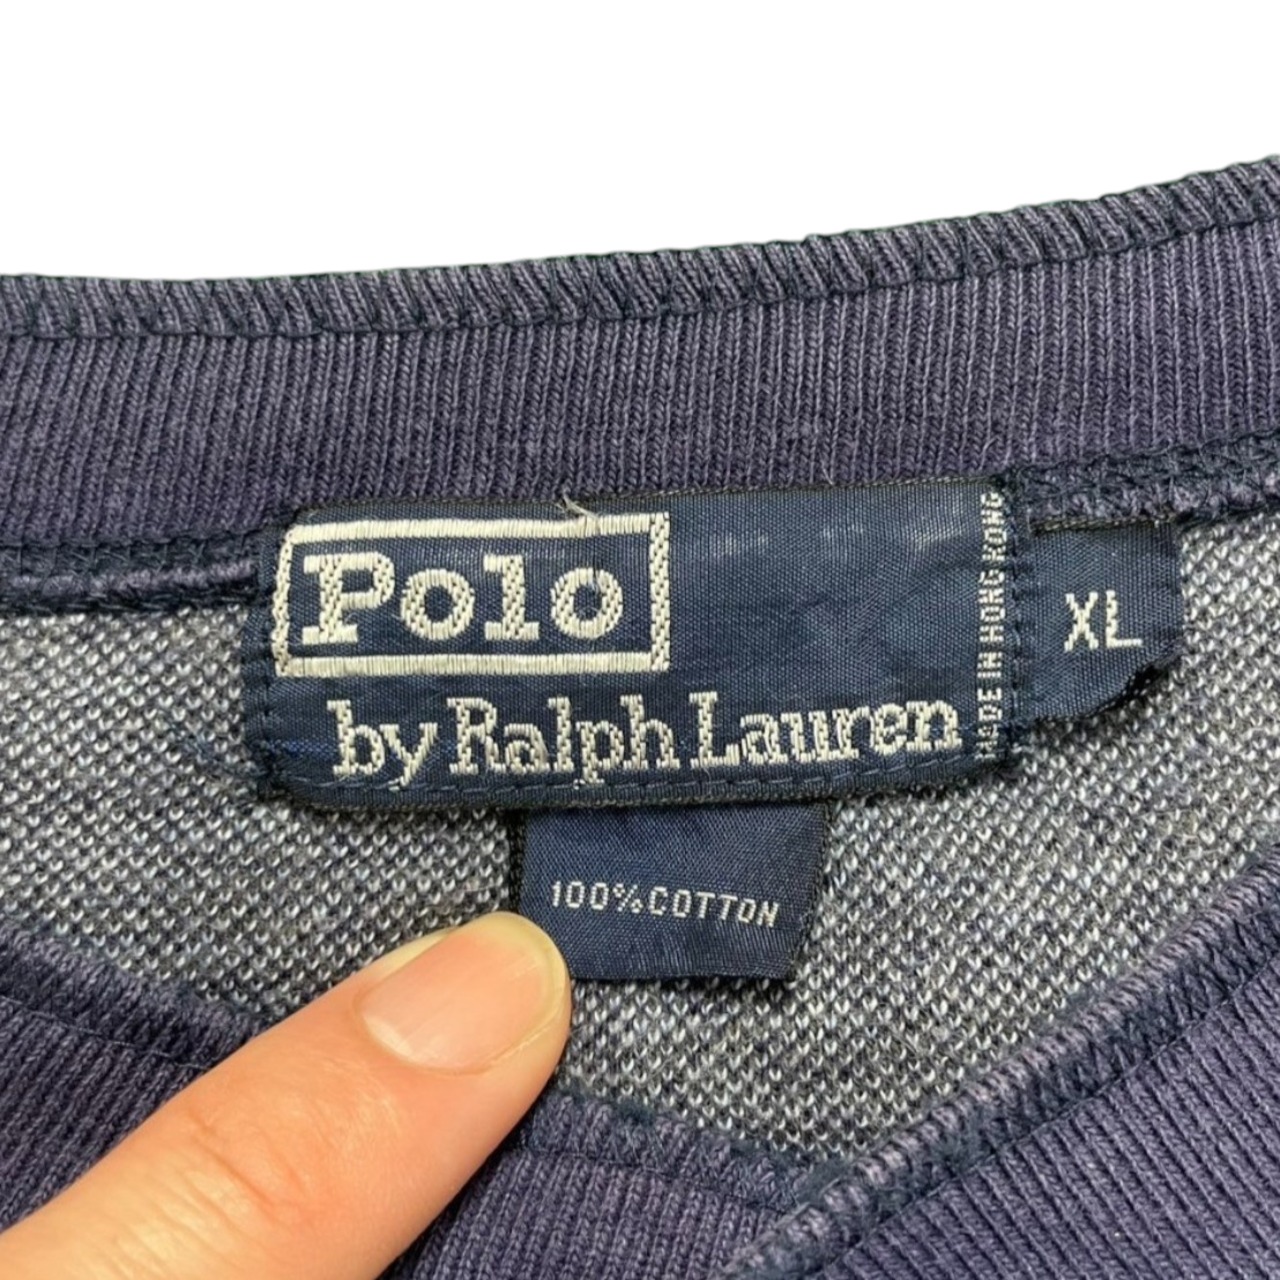 Polo
by Ralph Lauren
MADE IN HONG KONG
XL
100% COTTON